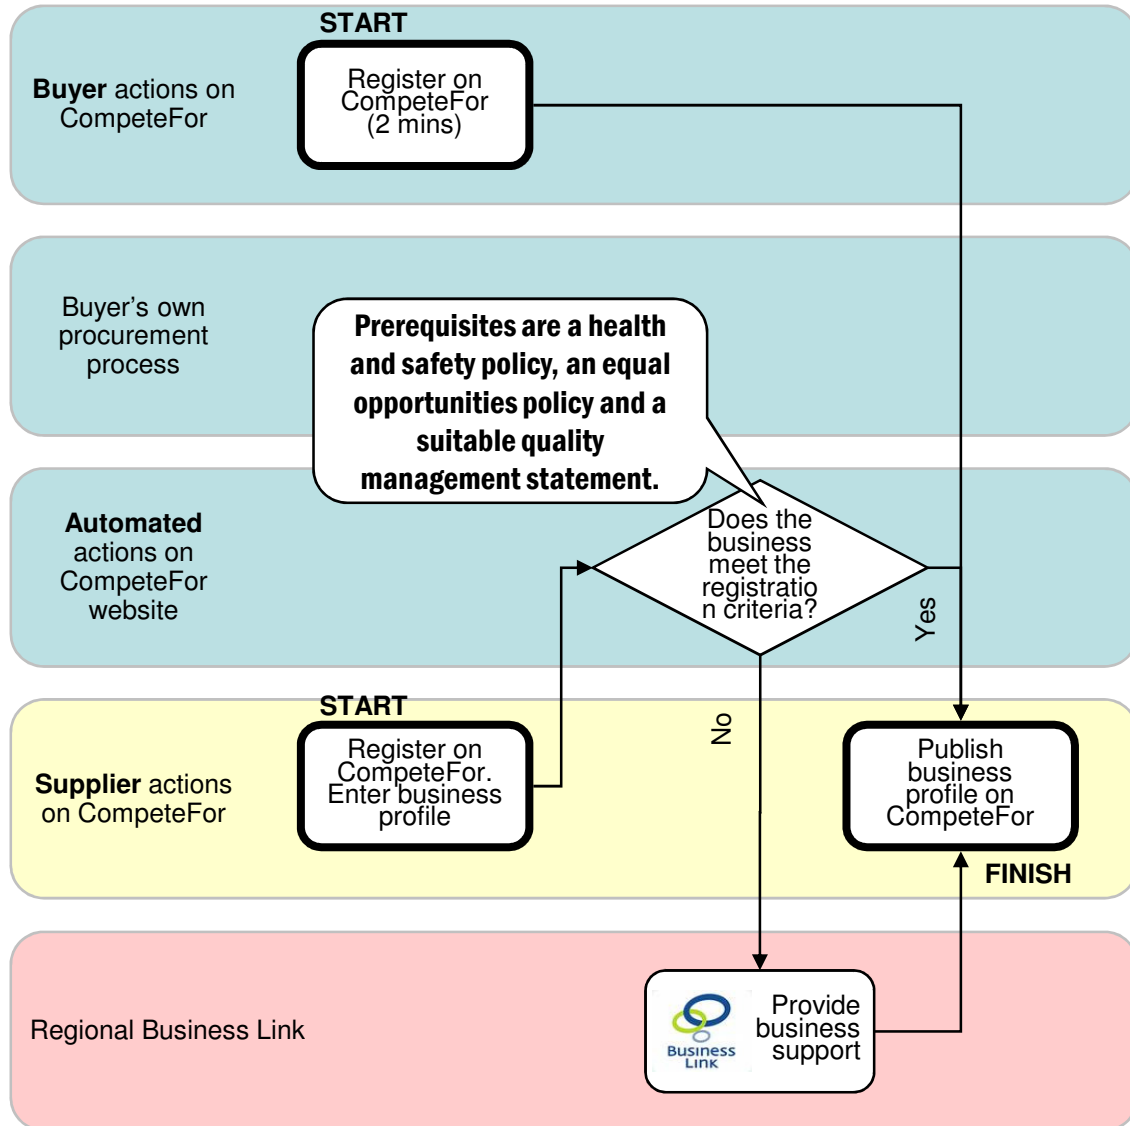 START
Buyer actions on
CompeteFor
Register on
CompeteFor
(2 mins)
Buyer's own
procurement
process
Prerequisites are a health
and safety policy, an equal
opportunities policy and a
suitable quality
management statement.
Automated
actions on
CompeteFor
website
Does the
business
meet the
registratio
n criteria?
Yes
No
START
Supplier actions
on CompeteFor
Register on
CompeteFor.
Enter business
profile
Publish
business
profile on
CompeteFor
FINISH
Regional Business Link
Business
Link
Provide
business
support